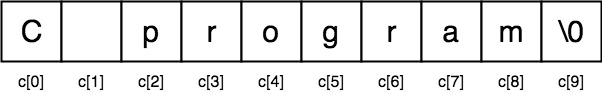 C p r o g r a m \0
c[0] c[1] c[2] c[3] c[4] c[5] c[6] c[7] c[8] c[9]